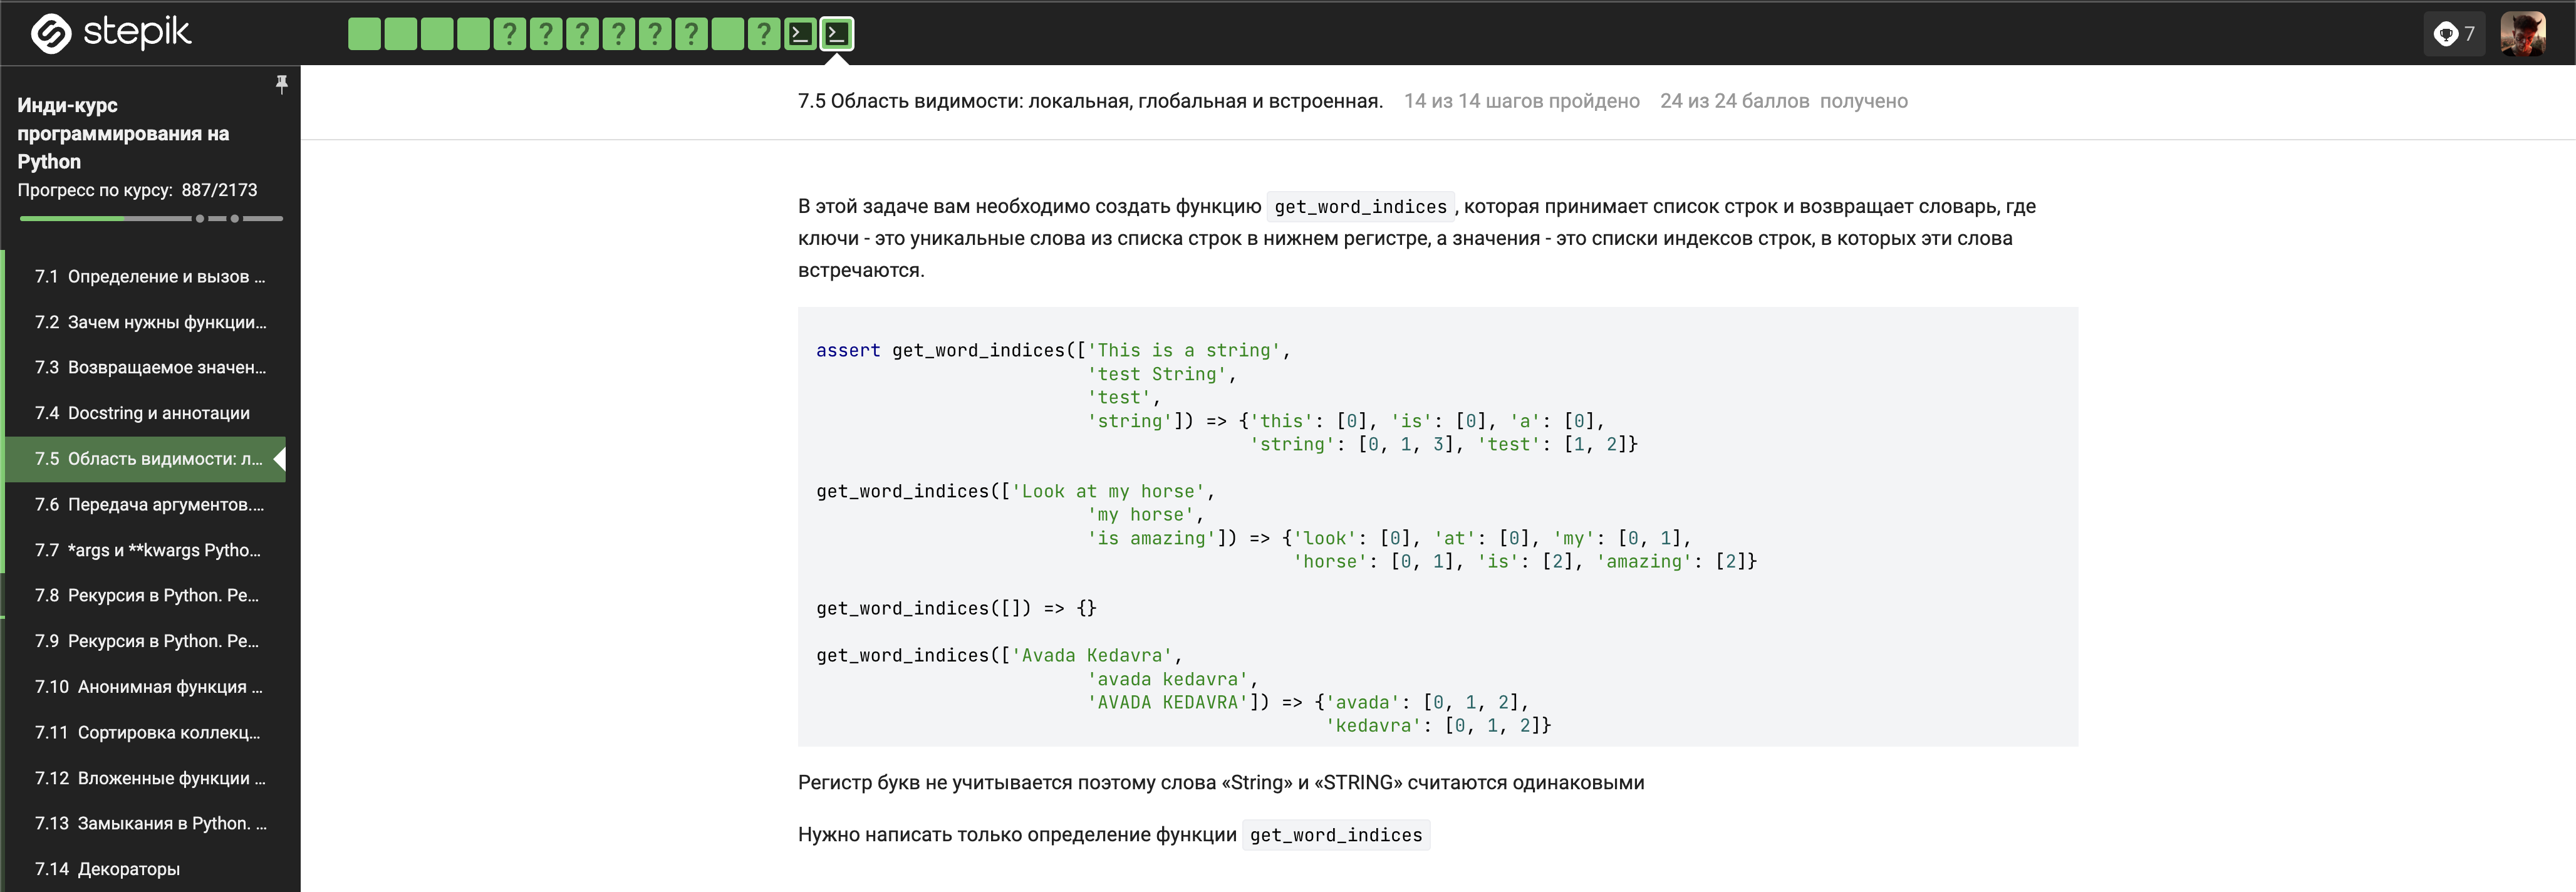 stepik
? ? ? ? ? ? ?
7
Инди-курс
программирования на
Python
Прогресс по курсу: 887/2173
7.1 Определение и вызов ...
7.2 Зачем нужны функции...
7.3 Возвращаемое значен...
7.4 Docstring и аннотации
7.5 Область видимости: л...
7.6 Передача аргументов....
7.7 *args и **kwargs Pytho...
7.8 Рекурсия в Python. Ре...
7.9 Рекурсия в Python. Ре...
7.10 Анонимная функция ...
7.11 Сортировка коллекц...
7.12 Вложенные функции ...
7.13 Замыкания в Python. ...
7.14 Декораторы
7.5 Область видимости: локальная, глобальная и встроенная. 14 из 14 шагов пройдено 24 из 24 баллов получено
В этой задаче вам необходимо создать функцию get_word_indices, которая принимает список строк и возвращает словарь, где
ключи - это уникальные слова из списка строк в нижнем регистре, а значения - это списки индексов строк, в которых эти слова
встречаются.
assert get_word_indices(['This is a string',
'test String',
'test',
'string']) => {'this': [0], 'is': [0], 'a': [0],
'string': [0, 1, 3], 'test': [1, 2]}
get_word_indices(['Look at my horse',
'my horse',
'is amazing']) => {'look': [0], 'at': [0], 'my': [0, 1],
'horse': [0, 1], 'is': [2], 'amazing': [2]}
get_word_indices([]) => {}
get_word_indices(['Avada Kedavra',
'avada kedavra',
'AVADA KEDAVRA']) => {'avada': [0, 1, 2],
'kedavra': [0, 1, 2]}
Регистр букв не учитывается поэтому слова «String» и «STRING» считаются одинаковыми
Нужно написать только определение функции get_word_indices